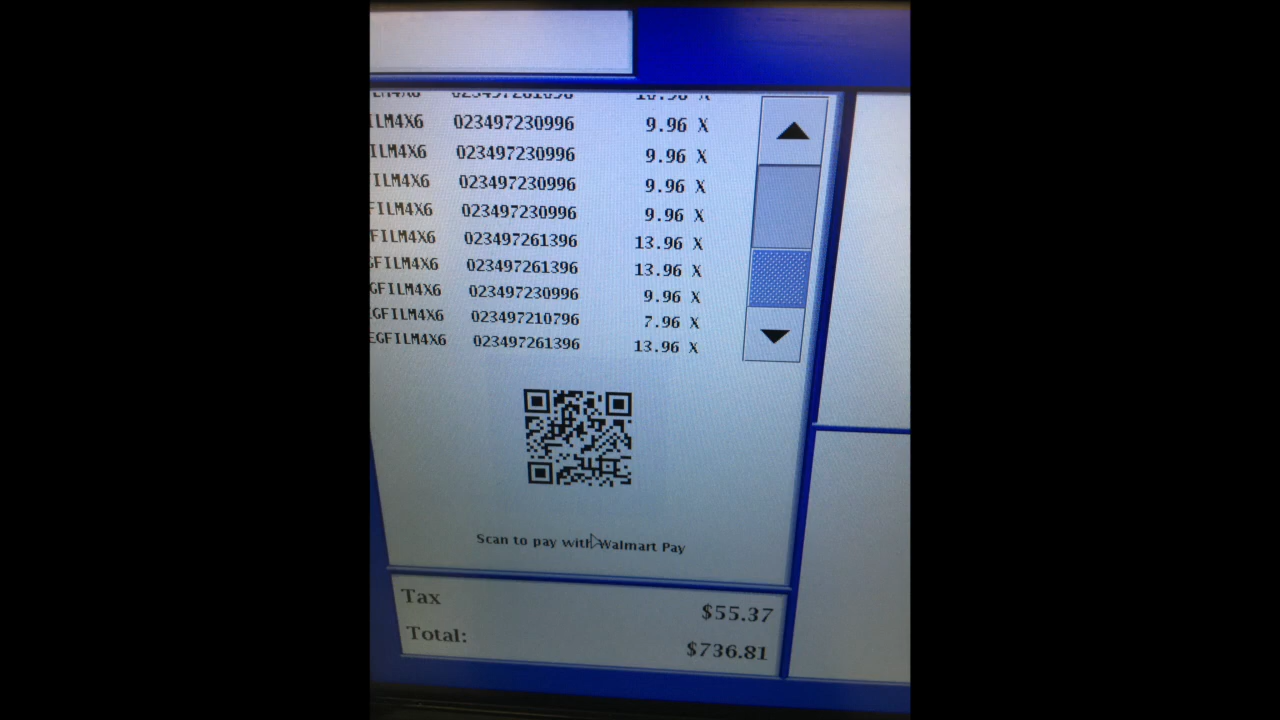 ILM4X6 023497230996 9.96 X
ILM4X6 023497230996 9.96 X
ILM4X6 023497230996 9.96 X
FILM4X6 023497230996 9.96 X
FILM4X6 023497261396 13.96 X
GFILM4X6 023497261396 13.96 X
GFILM4X6 023497230996 9.96 X
EGFILM4X6 023497210796 7.96 X
EGFILM4X6 023497261396 13.96 X
Scan to pay with Walmart Pay
Tax $55.37
Total: $736.81